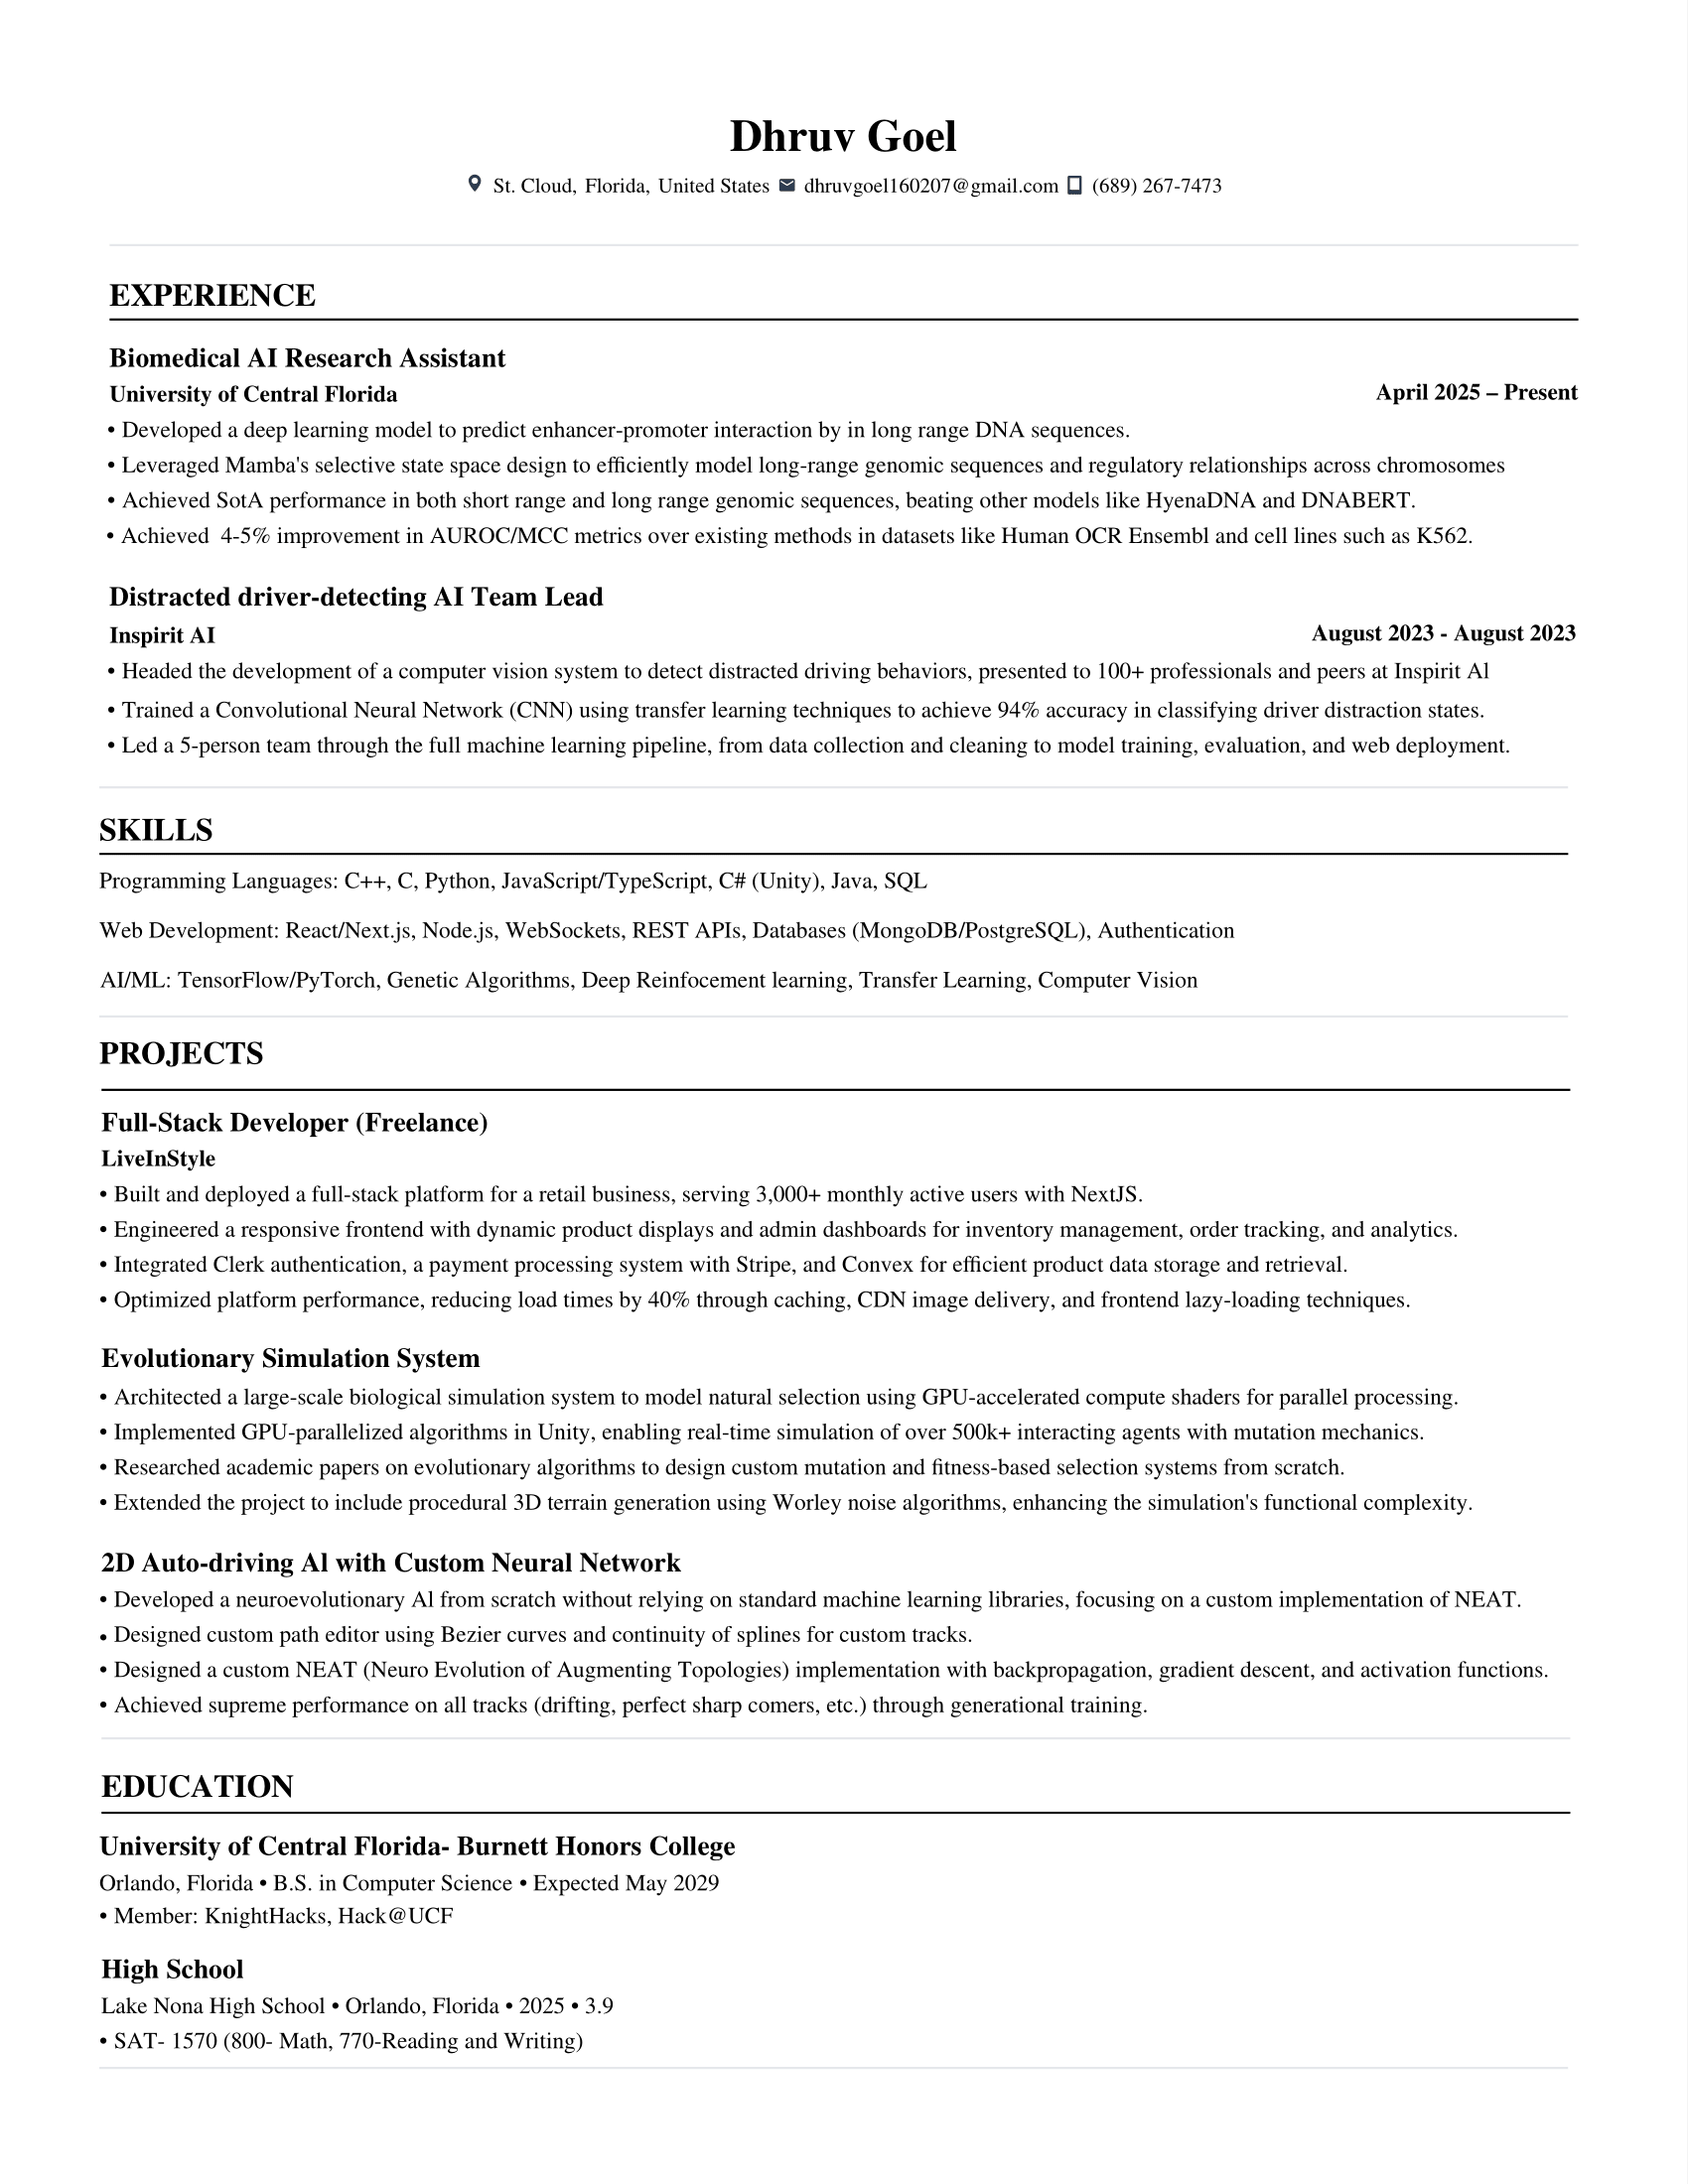 Dhruv Goel
St. Cloud, Florida, United States dhruvgoel160207@gmail.com (689) 267-7473
EXPERIENCE
Biomedical AI Research Assistant
University of Central Florida April 2025 – Present
• Developed a deep learning model to predict enhancer-promoter interaction by in long range DNA sequences.
• Leveraged Mamba's selective state space design to efficiently model long-range genomic sequences and regulatory relationships across chromosomes
• Achieved SotA performance in both short range and long range genomic sequences, beating other models like HyenaDNA and DNABERT.
• Achieved  4-5% improvement in AUROC/MCC metrics over existing methods in datasets like Human OCR Ensembl and cell lines such as K562.
Distracted driver-detecting AI Team Lead
Inspirit AI August 2023 - August 2023
• Headed the development of a computer vision system to detect distracted driving behaviors, presented to 100+ professionals and peers at Inspirit Al
• Trained a Convolutional Neural Network (CNN) using transfer learning techniques to achieve 94% accuracy in classifying driver distraction states.
• Led a 5-person team through the full machine learning pipeline, from data collection and cleaning to model training, evaluation, and web deployment.
SKILLS
Programming Languages: C++, C, Python, JavaScript/TypeScript, C# (Unity), Java, SQL
Web Development: React/Next.js, Node.js, WebSockets, REST APIs, Databases (MongoDB/PostgreSQL), Authentication
AI/ML: TensorFlow/PyTorch, Genetic Algorithms, Deep Reinfocement learning, Transfer Learning, Computer Vision
PROJECTS
Full-Stack Developer (Freelance)
LiveInStyle
• Built and deployed a full-stack platform for a retail business, serving 3,000+ monthly active users with NextJS.
• Engineered a responsive frontend with dynamic product displays and admin dashboards for inventory management, order tracking, and analytics.
• Integrated Clerk authentication, a payment processing system with Stripe, and Convex for efficient product data storage and retrieval.
• Optimized platform performance, reducing load times by 40% through caching, CDN image delivery, and frontend lazy-loading techniques.
Evolutionary Simulation System
• Architected a large-scale biological simulation system to model natural selection using GPU-accelerated compute shaders for parallel processing.
• Implemented GPU-parallelized algorithms in Unity, enabling real-time simulation of over 500k+ interacting agents with mutation mechanics.
• Researched academic papers on evolutionary algorithms to design custom mutation and fitness-based selection systems from scratch.
• Extended the project to include procedural 3D terrain generation using Worley noise algorithms, enhancing the simulation's functional complexity.
2D Auto-driving Al with Custom Neural Network
• Developed a neuroevolutionary Al from scratch without relying on standard machine learning libraries, focusing on a custom implementation of NEAT.
• Designed custom path editor using Bezier curves and continuity of splines for custom tracks.
• Designed a custom NEAT (Neuro Evolution of Augmenting Topologies) implementation with backpropagation, gradient descent, and activation functions.
• Achieved supreme performance on all tracks (drifting, perfect sharp comers, etc.) through generational training.
EDUCATION
University of Central Florida- Burnett Honors College
Orlando, Florida • B.S. in Computer Science • Expected May 2029
• Member: KnightHacks, Hack@UCF
High School
Lake Nona High School • Orlando, Florida • 2025 • 3.9
• SAT- 1570 (800- Math, 770-Reading and Writing)